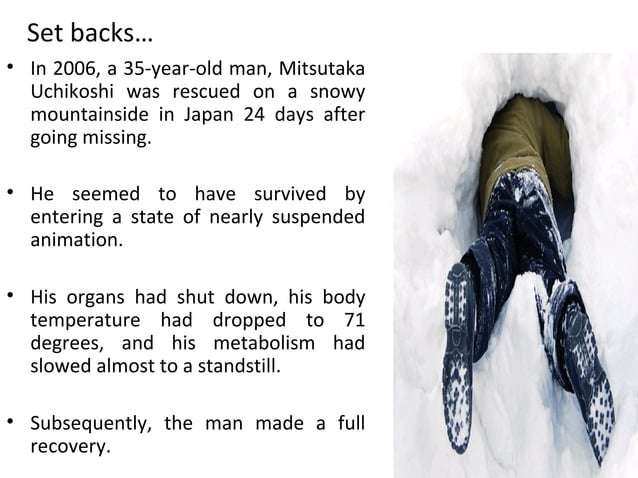 Set backs…
• In 2006, a 35-year-old man, Mitsutaka
Uchikoshi was rescued on a snowy
mountainside in Japan 24 days after
going missing.
• He seemed to have survived by
entering a state of nearly suspended
animation.
• His organs had shut down, his body
temperature had dropped to 71
degrees, and his metabolism had
slowed almost to a standstill.
• Subsequently, the man made a full
recovery.